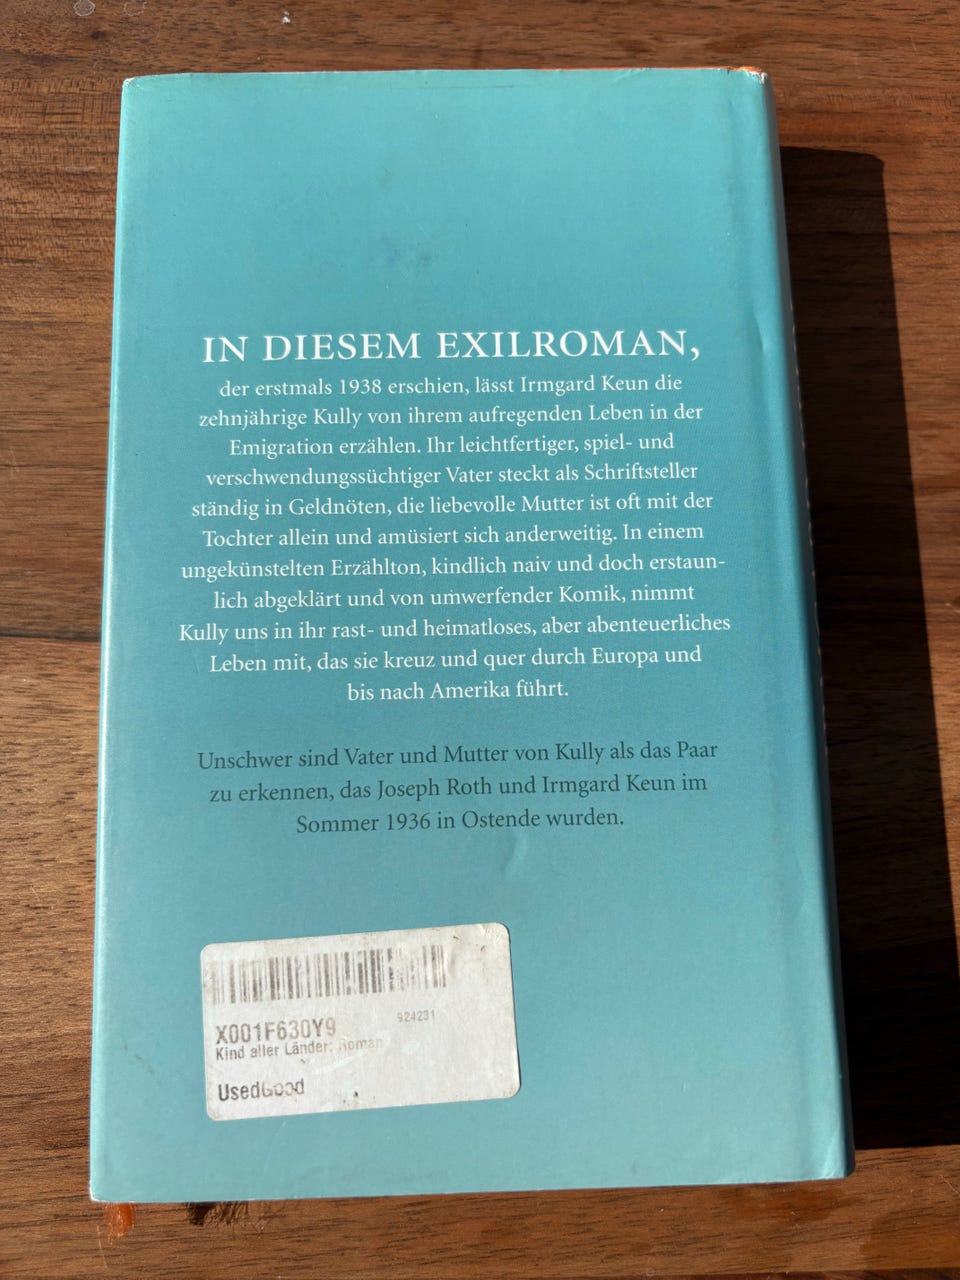 IN DIESEM EXILROMAN,
der erstmals 1938 erschien, lässt Irmgard Keun die
zehnjährige Kully von ihrem aufregenden Leben in der
Emigration erzählen. Ihr leichtfertiger, spiel- und
verschwendungssüchtiger Vater steckt als Schriftsteller
ständig in Geldnöten, die liebevolle Mutter ist oft mit der
Tochter allein und amüsiert sich anderweitig. In einem
ungekünstelten Erzählton, kindlich naiv und doch erstaun-
lich abgeklärt und von umwerfender Komik, nimmt
Kully uns in ihr rast- und heimatloses, aber abenteuerliches
Leben mit, das sie kreuz und quer durch Europa und
bis nach Amerika führt.
Unschwer sind Vater und Mutter von Kully als das Paar
zu erkennen, das Joseph Roth und Irmgard Keun im
Sommer 1936 in Ostende wurden.
X001F630Y9 924231
Kind aller Länder: Roman
UsedGood